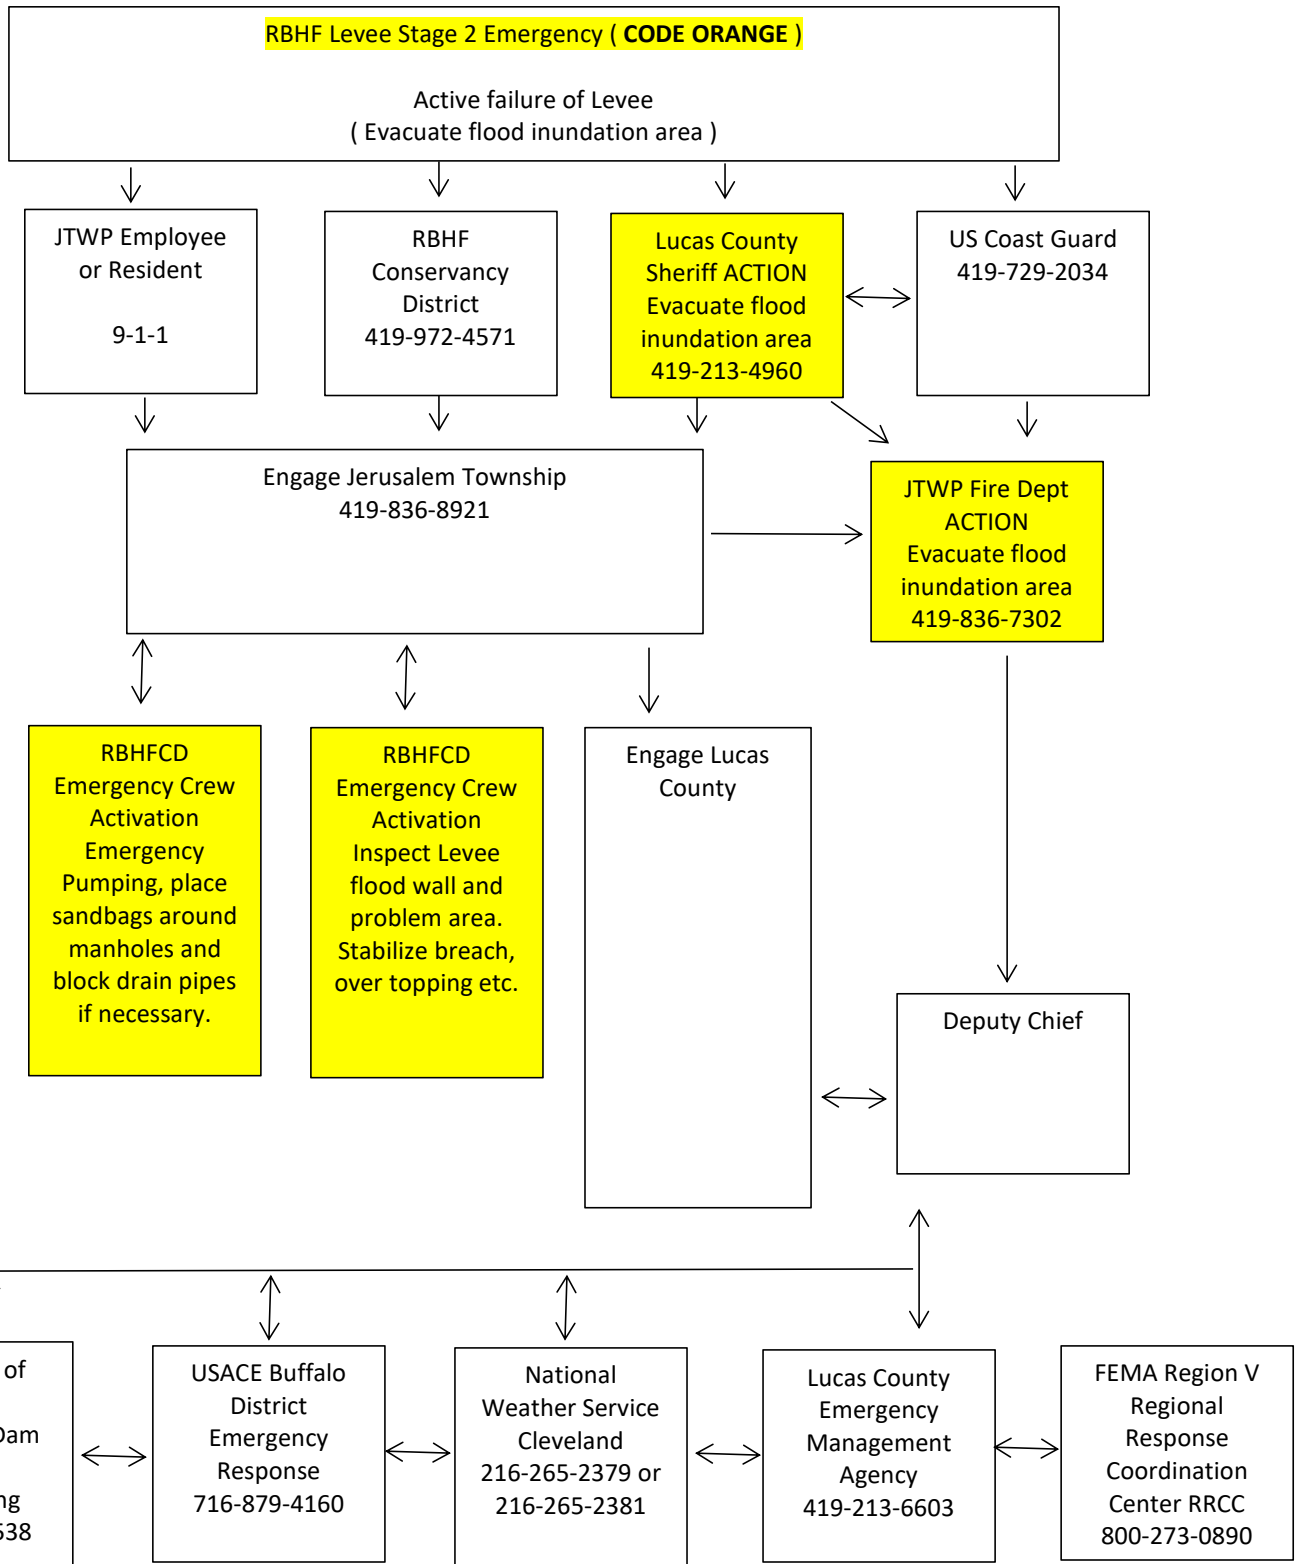 RBHF Levee Stage 2 Emergency ( CODE ORANGE )
Active failure of Levee
( Evacuate flood inundation area )
JTWP Employee
or Resident
9-1-1
RBHF
Conservancy
District
419-972-4571
Lucas County
Sheriff ACTION
Evacuate flood
inundation area
419-213-4960
US Coast Guard
419-729-2034
Engage Jerusalem Township
419-836-8921
JTWP Fire Dept
ACTION
Evacuate flood
inundation area
419-836-7302
RBHFCD
Emergency Crew
Activation
Emergency
Pumping, place
sandbags around
manholes and
block drain pipes
if necessary.
RBHFCD
Emergency Crew
Activation
Inspect Levee
flood wall and
problem area.
Stabilize breach,
over topping etc.
Engage Lucas
County
Deputy Chief
of
Dam
ng
538
USACE Buffalo
District
Emergency
Response
716-879-4160
National
Weather Service
Cleveland
216-265-2379 or
216-265-2381
Lucas County
Emergency
Management
Agency
419-213-6603
FEMA Region V
Regional
Response
Coordination
Center RRCC
800-273-0890